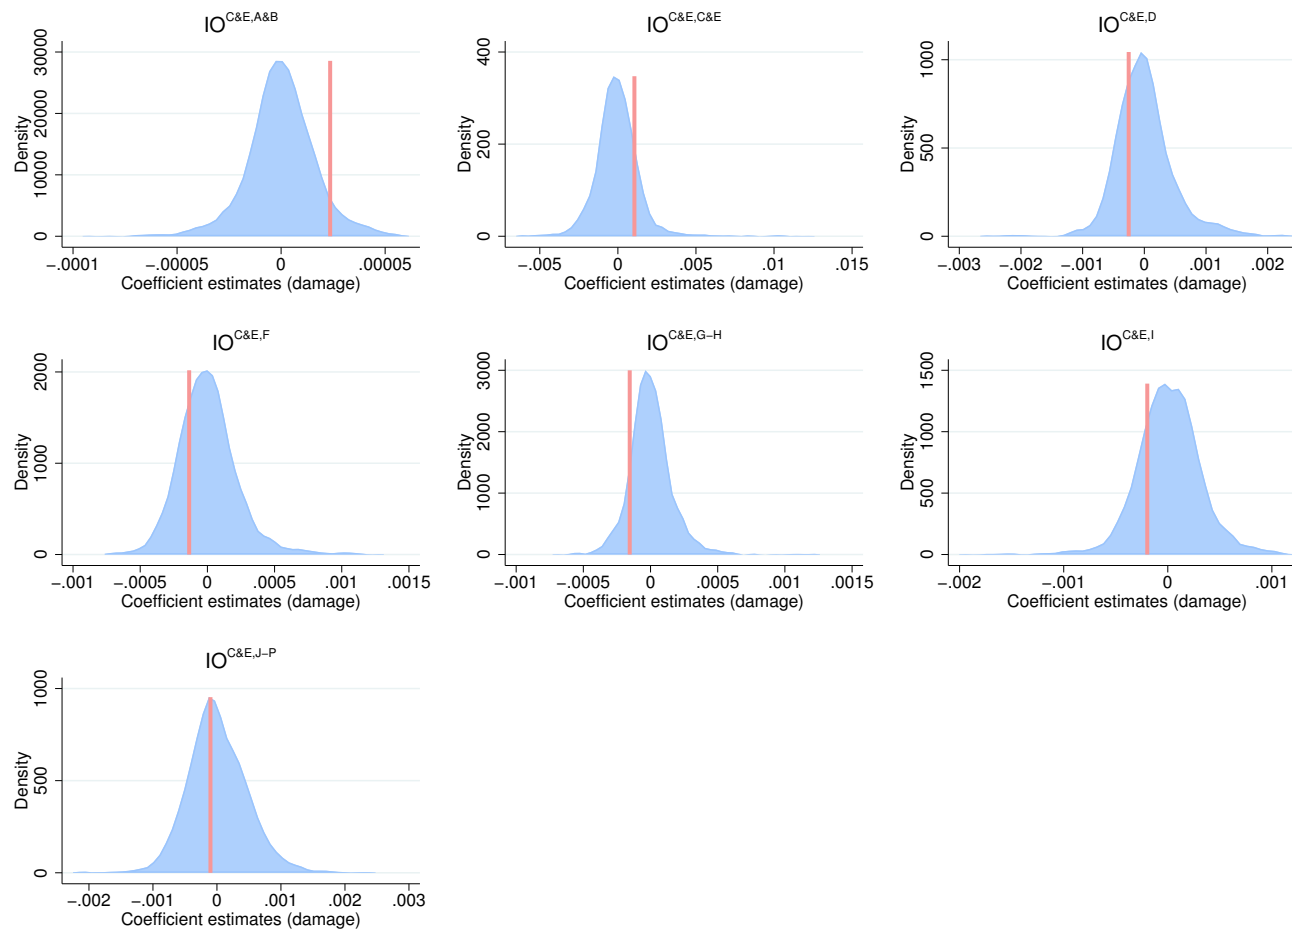 IO^C&E,A&B
Density
0 10000 20000 30000
−.0001 −.00005 0 .00005
Coefficient estimates (damage)
IO^C&E,C&E
Density
0 200 400
−.005 0 .005 .01 .015
Coefficient estimates (damage)
IO^C&E,D
Density
0 500 1000
−.003 −.002 −.001 0 .001 .002
Coefficient estimates (damage)
IO^C&E,F
Density
0 1000 2000
−.001 −.0005 0 .0005 .001 .0015
Coefficient estimates (damage)
IO^C&E,G−H
Density
0 1000 2000 3000
−.001 −.0005 0 .0005 .001 .0015
Coefficient estimates (damage)
IO^C&E,I
Density
0 500 1000 1500
−.002 −.001 0 .001
Coefficient estimates (damage)
IO^C&E,J−P
Density
0 500 1000
−.002 −.001 0 .001 .002 .003
Coefficient estimates (damage)